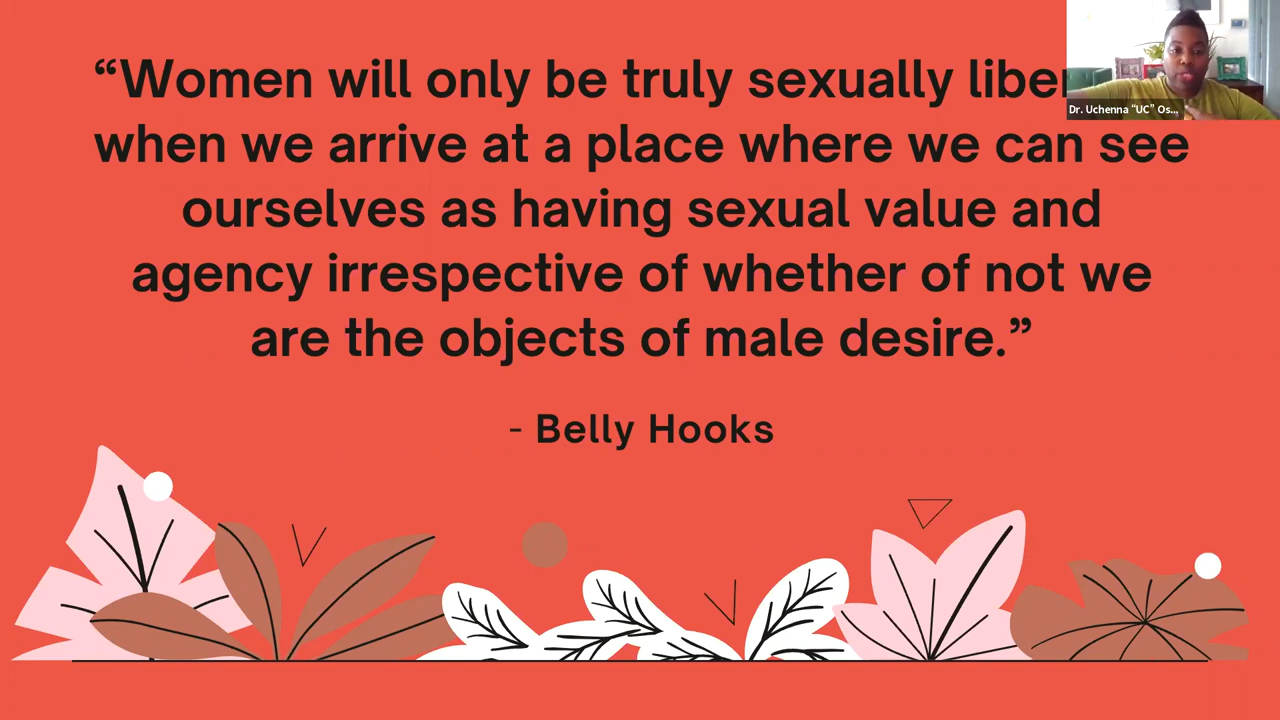 “Women will only be truly sexually
when we arrive at a place where we can see
ourselves as having sexual value and
agency irrespective of whether of not we
are the objects of male desire.”
- Belly Hooks
Dr. Uchenna “UC” Os...